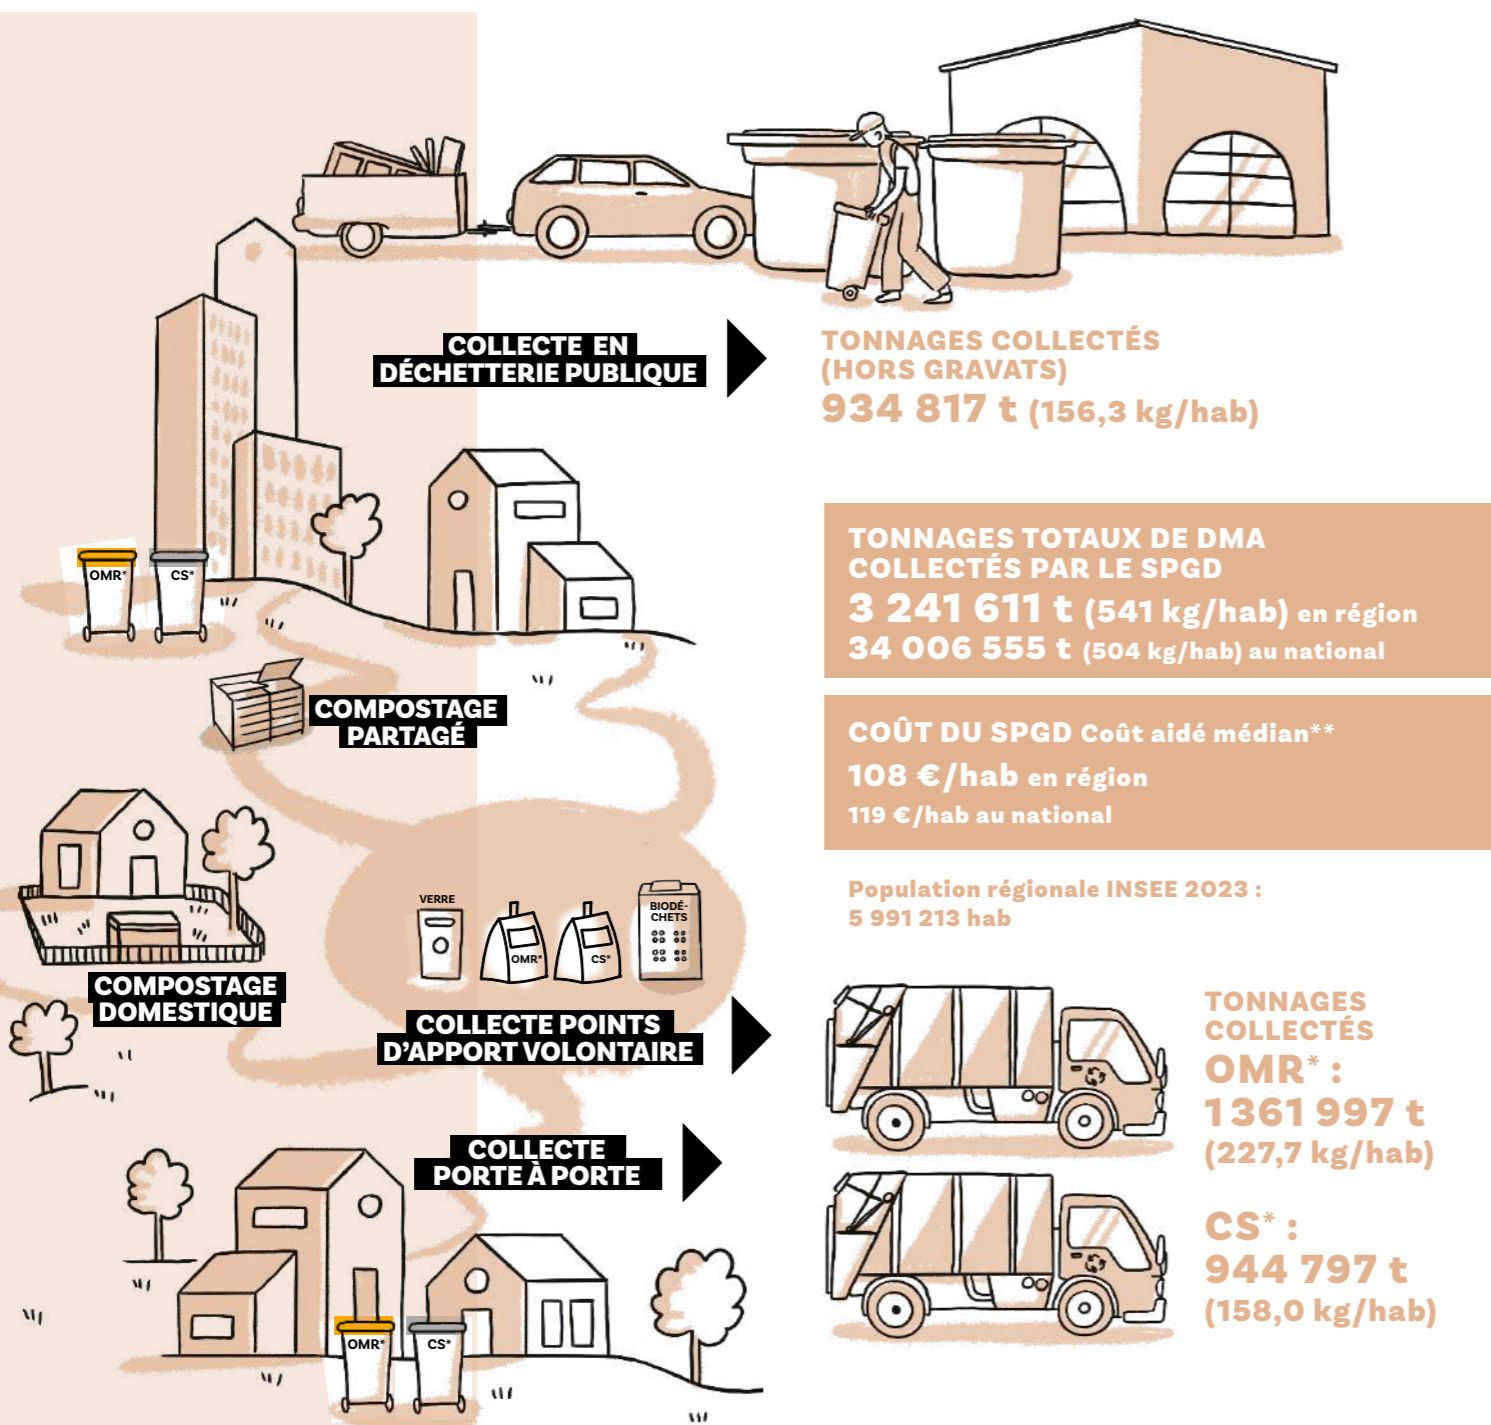 COLLECTE EN
DÉCHETTERIE PUBLIQUE
TONNAGES COLLECTÉS
(HORS GRAVATS)
934 817 t (156,3 kg/hab)
TONNAGES TOTAUX DE DMA
COLLECTÉS PAR LE SPGD
3 241 611 t (541 kg/hab) en région
34 006 555 t (504 kg/hab) au national
OMR*
CS*
COMPOSTAGE
PARTAGÉ
COÛT DU SPGD Coût aidé médian**
108 €/hab en région
119 €/hab au national
Population régionale INSEE 2023 :
5 991 213 hab
VERRE
OMR*
CS*
BIODÉ-
CHETS
COMPOSTAGE
DOMESTIQUE
COLLECTE POINTS
D'APPORT VOLONTAIRE
TONNAGES
COLLECTÉS
OMR* :
1 361 997 t
(227,7 kg/hab)
COLLECTE
PORTE À PORTE
CS* :
944 797 t
(158,0 kg/hab)
OMR*
CS*